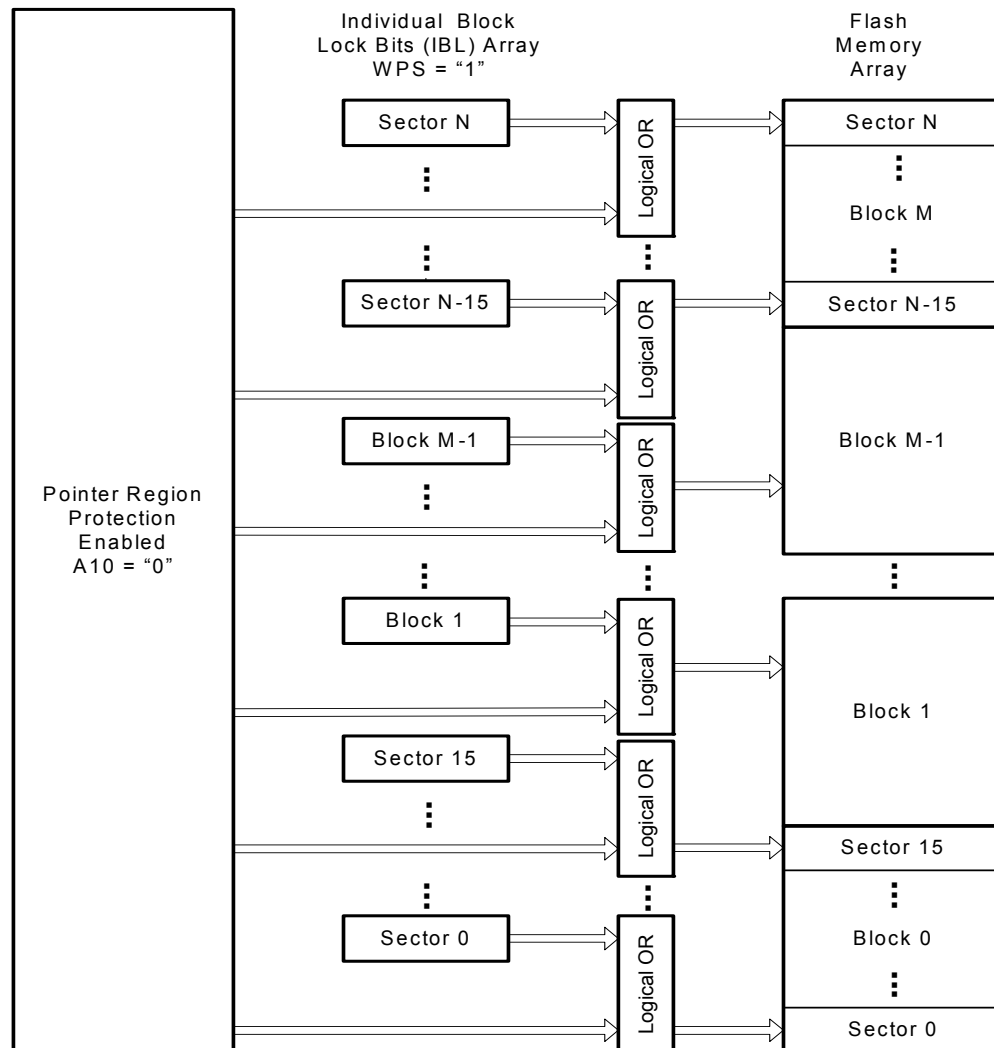 Individual Block
Lock Bits (IBL) Array
WPS = “1”
Flash
Memory
Array
Sector N
Logical OR
Sector N
Block M
Sector N-15
Logical OR
Sector N-15
Block M-1
Logical OR
Block M-1
Pointer Region
Protection
Enabled
A10 = “0”
Block 1
Logical OR
Block 1
Sector 15
Logical OR
Sector 15
Sector 0
Logical OR
Block 0
Sector 0